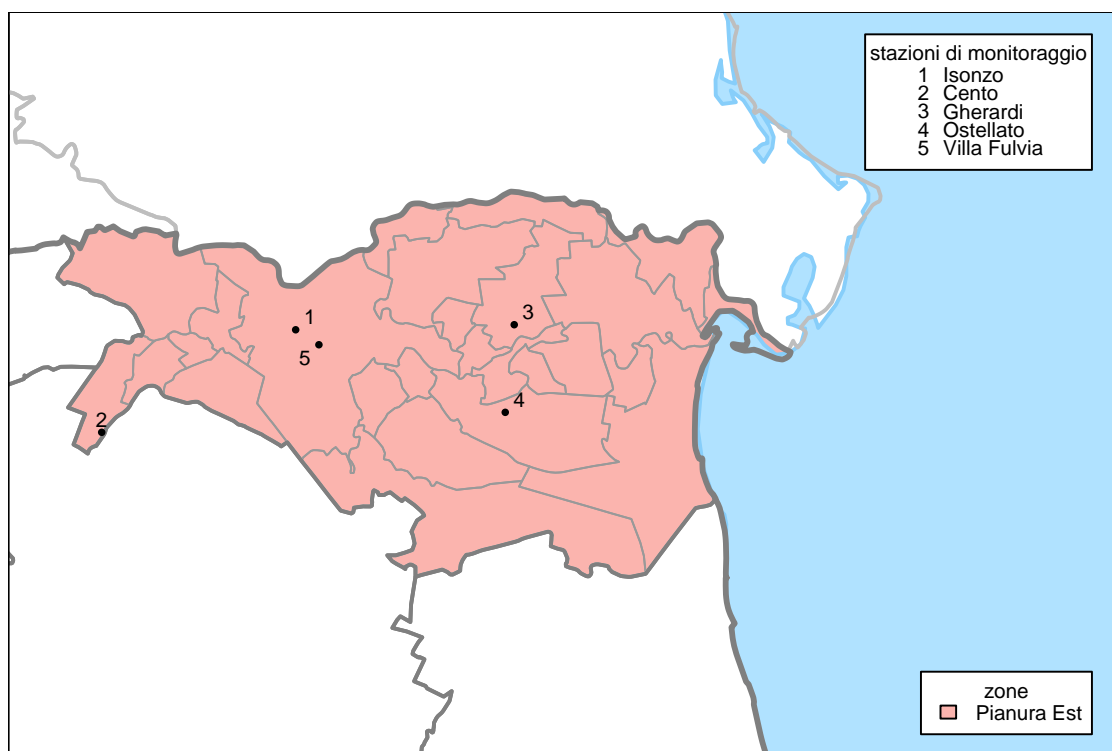 stazioni di monitoraggio
1 Isonzo
2 Cento
3 Gherardi
4 Ostellato
5 Villa Fulvia
1
3
5
4
2
zone
Pianura Est